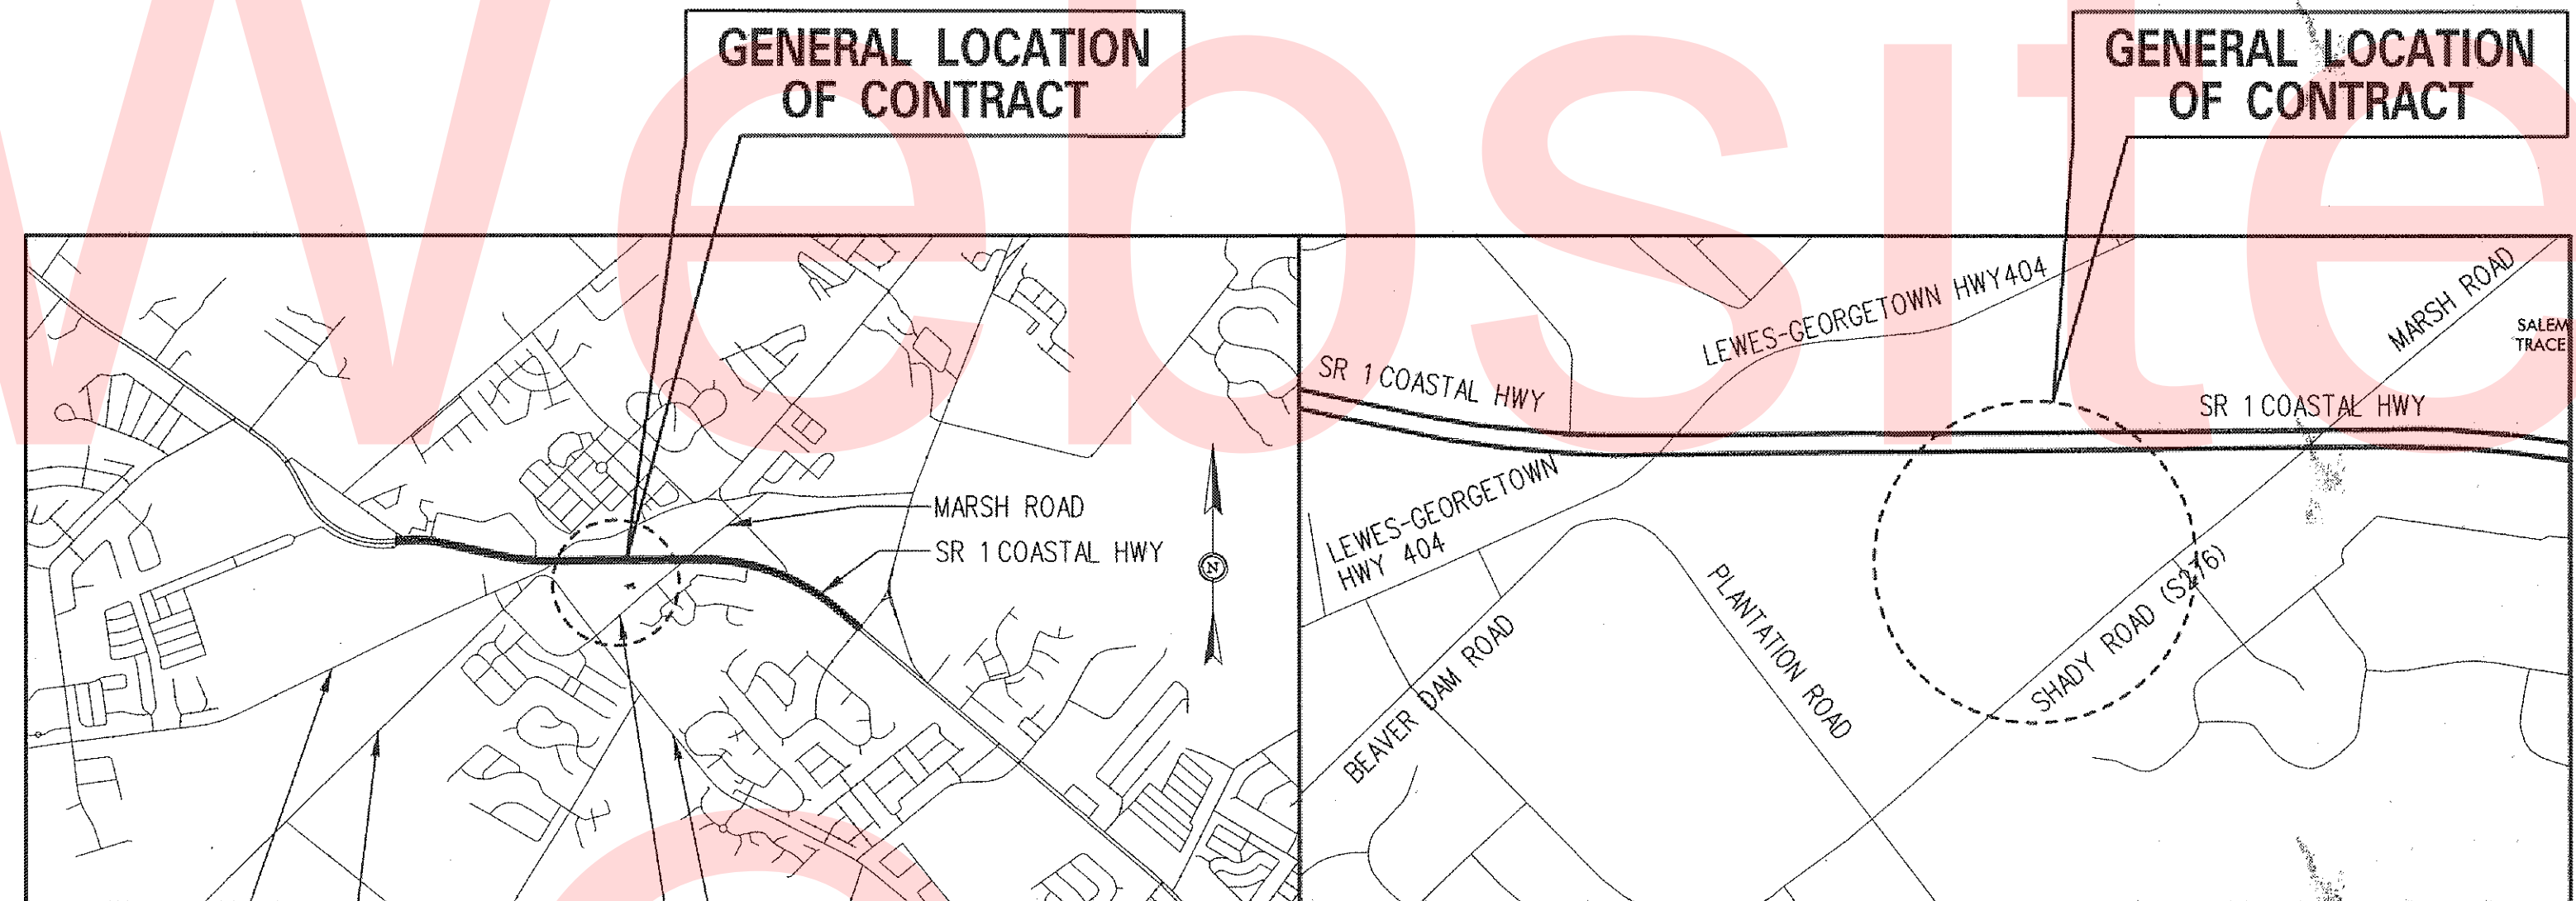 GENERAL LOCATION
OF CONTRACT
GENERAL LOCATION
OF CONTRACT
MARSH ROAD
SR 1 COASTAL HWY
N
LEWES-GEORGETOWN HWY 404
MARSH ROAD
SALEM
TRACE
SR 1 COASTAL HWY
SR 1 COASTAL HWY
LEWES-GEORGETOWN
HWY 404
PLANTATION ROAD
SHADY ROAD (S276)
BEAVER DAM ROAD
Website